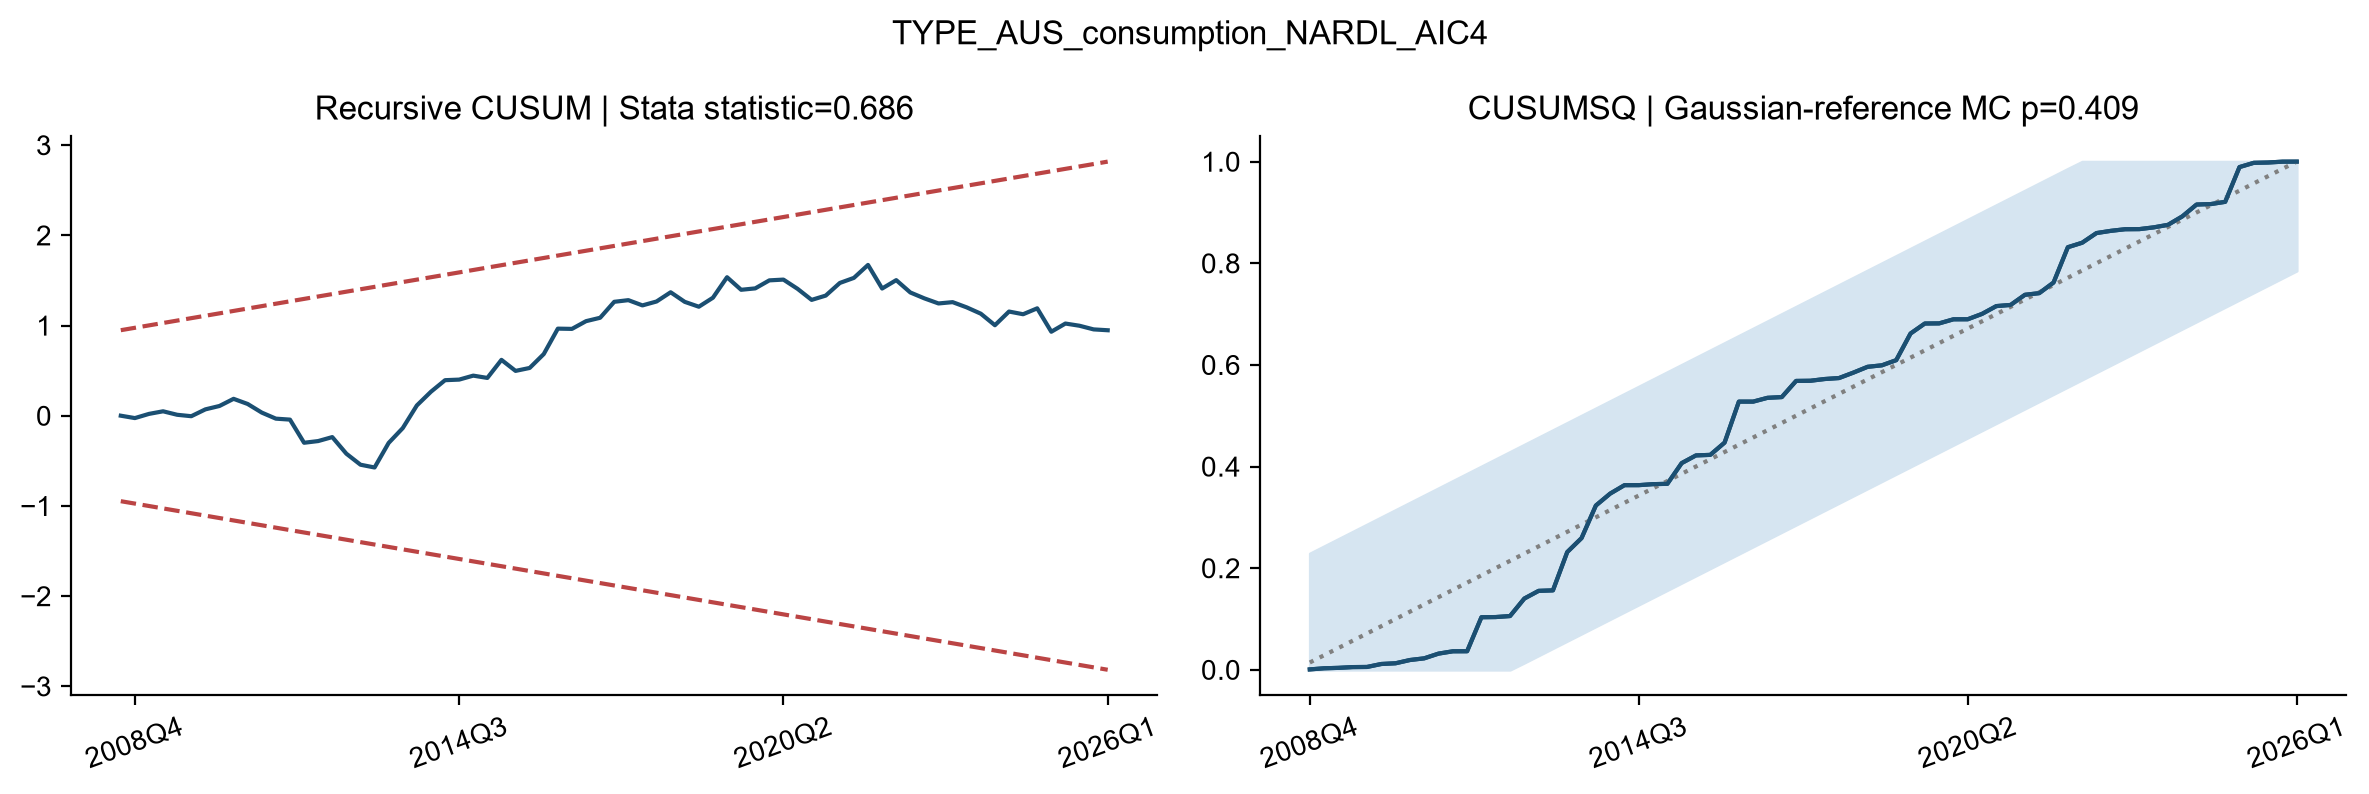 TYPE_AUS_consumption_NARDL_AIC4
Recursive CUSUM | Stata statistic=0.686
3
2
1
0
−1
−2
−3
2008Q4
2014Q3
2020Q2
2026Q1
CUSUMSQ | Gaussian-reference MC p=0.409
1.0
0.8
0.6
0.4
0.2
0.0
2008Q4
2014Q3
2020Q2
2026Q1